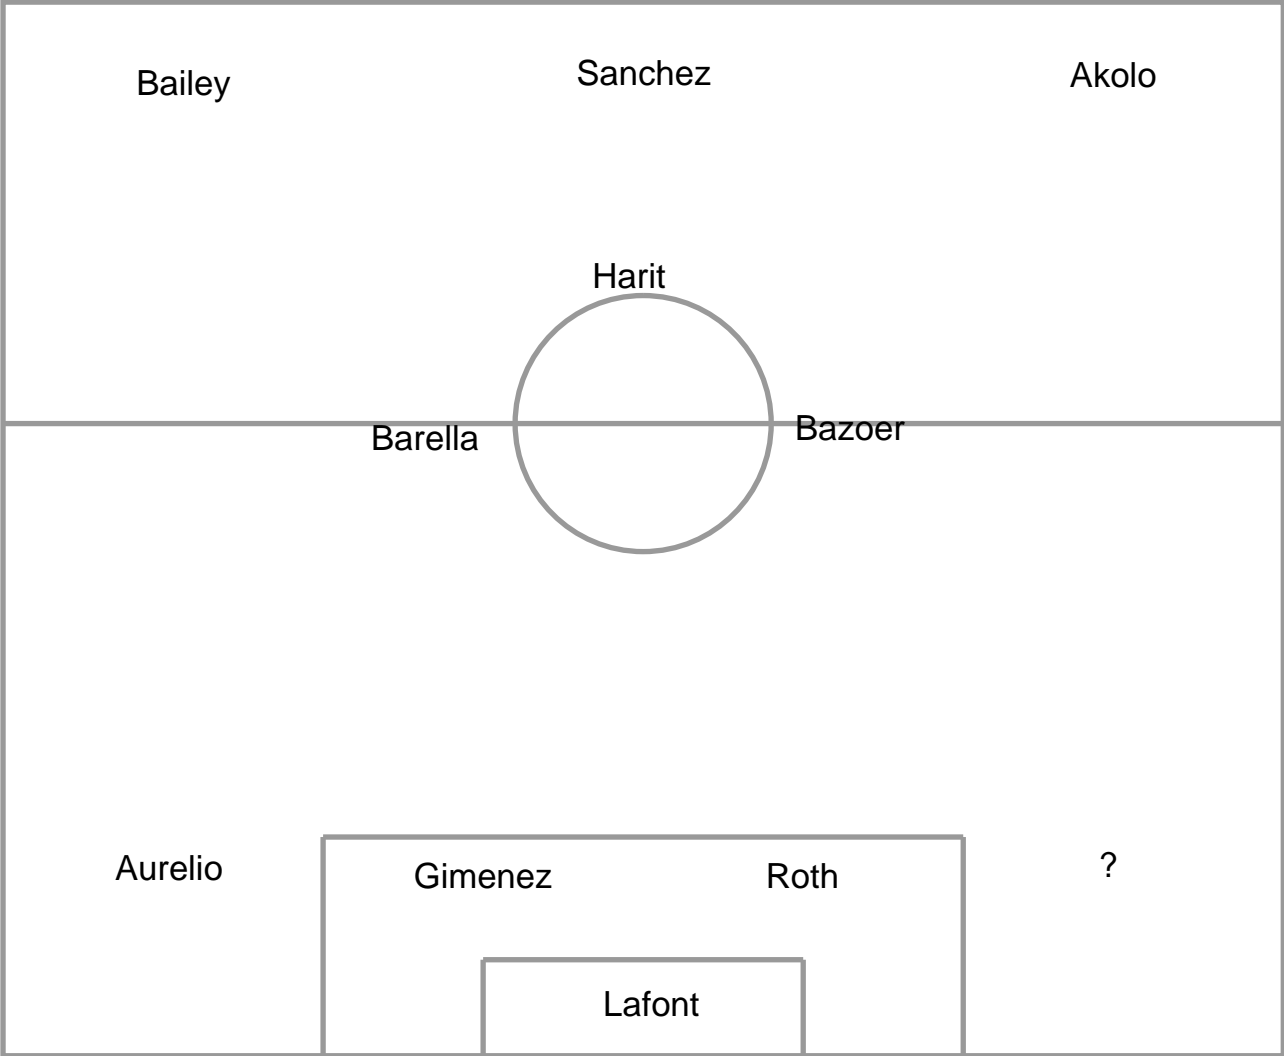 Bailey
Sanchez
Akolo
Harit
Barella
Bazoer
Aurelio
Gimenez
Roth
?
Lafont